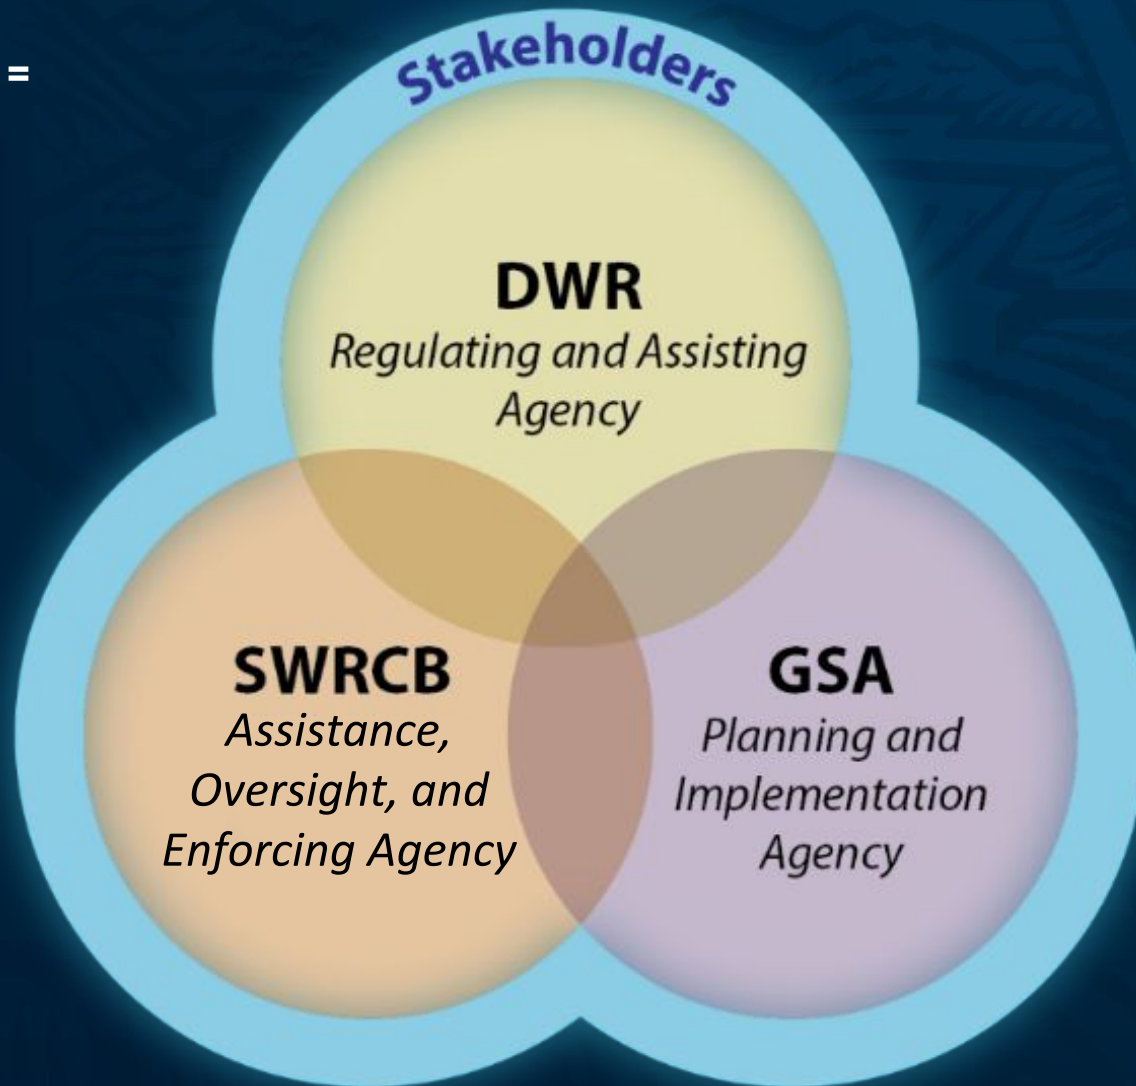 =
Stakeholders
DWR
Regulating and Assisting
Agency
SWRCB
Assistance,
Oversight, and
Enforcing Agency
GSA
Planning and
Implementation
Agency